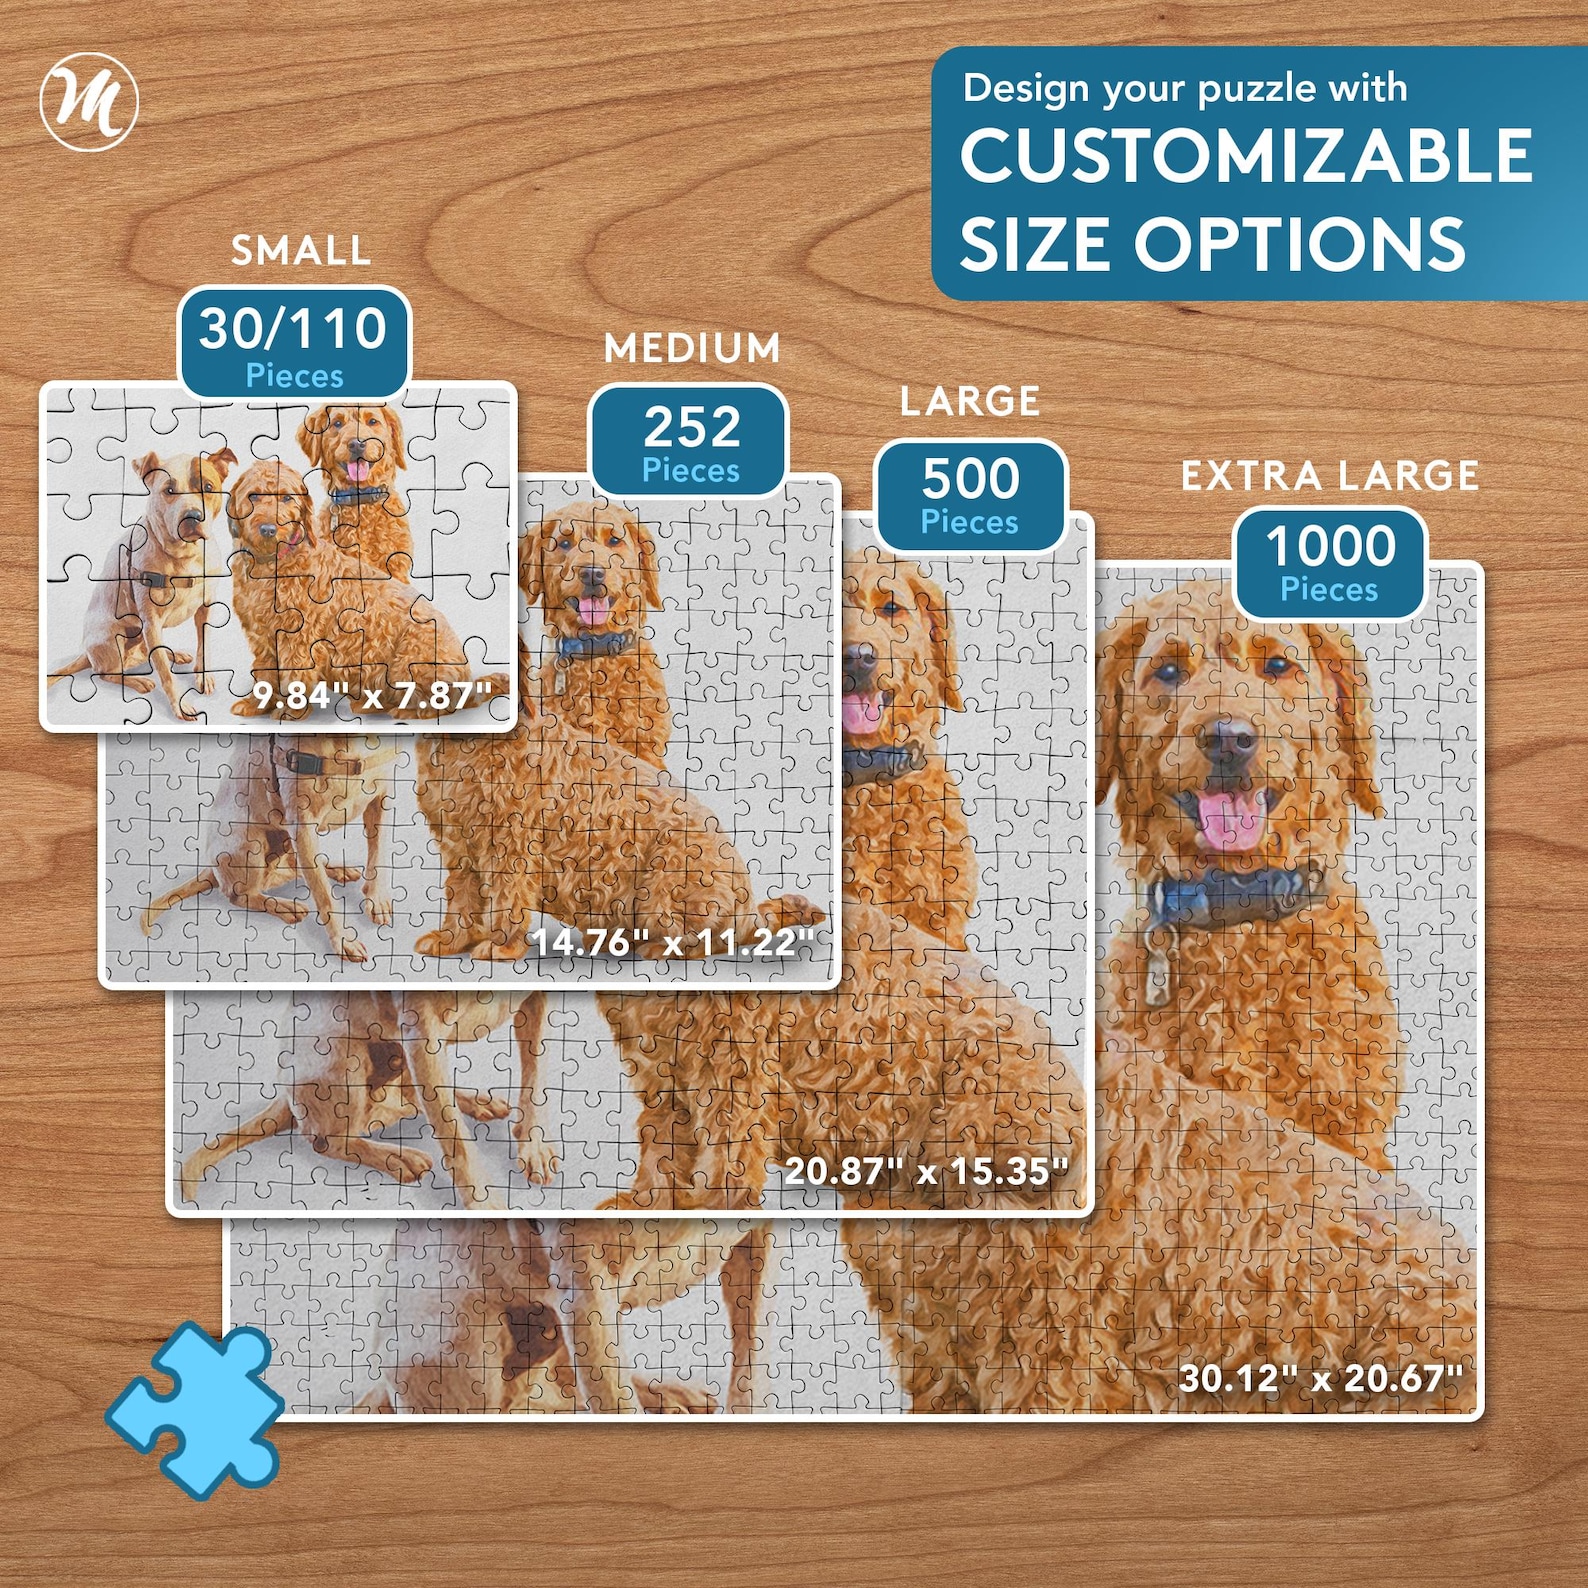 M
Design your puzzle with
CUSTOMIZABLE
SIZE OPTIONS
SMALL
30/110
Pieces
9.84" x 7.87"
MEDIUM
252
Pieces
14.76" x 11.22"
LARGE
500
Pieces
20.87" x 15.35"
EXTRA LARGE
1000
Pieces
30.12" x 20.67"